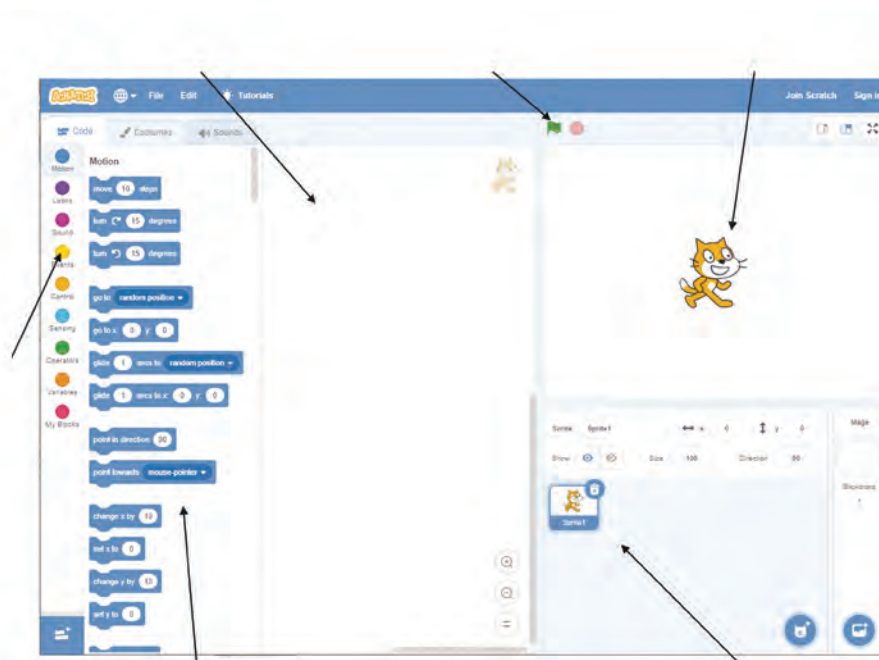 SCRATCH File Edit Tutorials Join Scratch Sign i
Code Costumes Sounds
Motion
Looks
Sound
Events
Control
Sensing
Operators
Variables
My Blocks
Motion
move 10 steps
turn 15 degrees
turn 15 degrees
go to random position
go to x: 0 y: 0
glide 1 secs to random position
glide 1 secs to x: 0 y: 0
point in direction 90
point towards mouse-pointer
change x by 10
set x to 0
change y by 10
set y to 0
Sprite Sprite1 x 0 y 0
Show Size 100 Direction 90
Sprite1
Stage
Backdrops
1